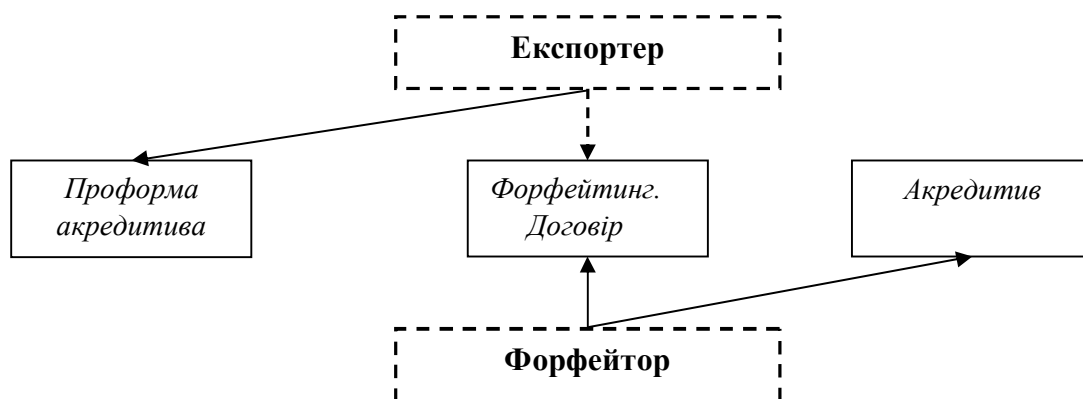 Експортер
Проформа
акредитива
Форфейтинг.
Договір
Акредитив
Форфейтор